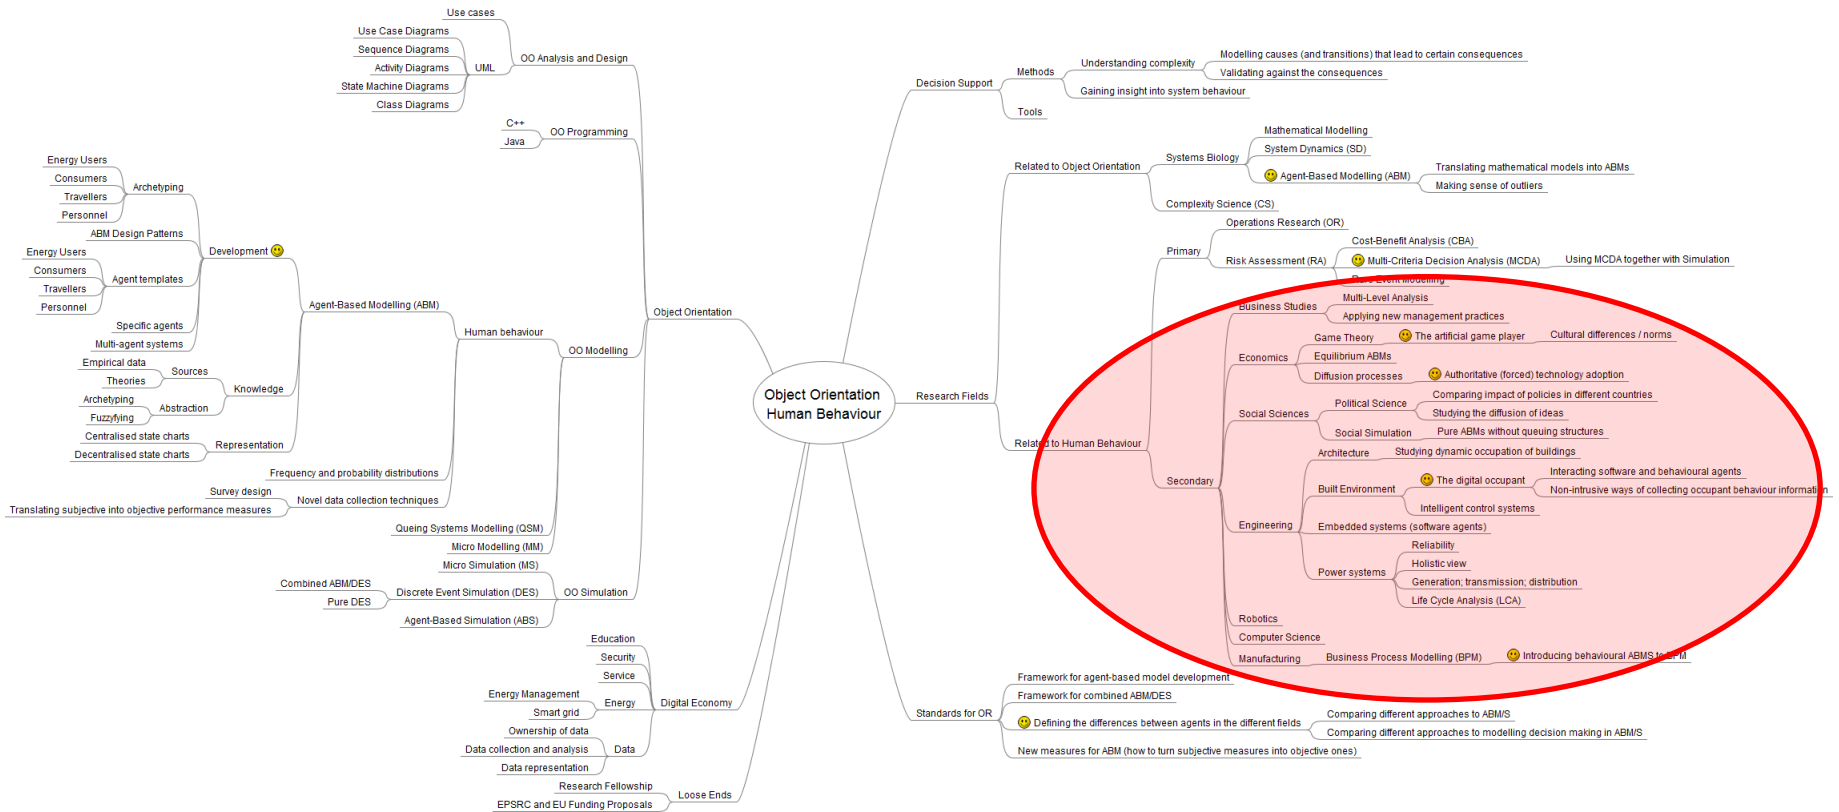 Use cases
Use Case Diagrams
Sequence Diagrams
Activity Diagrams
State Machine Diagrams
Class Diagrams
UML
OO Analysis and Design
C++
Java
OO Programming
Energy Users
Consumers
Travellers
Personnel
Archetyping
ABM Design Patterns
Energy Users
Consumers
Travellers
Personnel
Agent templates
Specific agents
Multi-agent systems
Development
Empirical data
Theories
Sources
Archetyping
Fuzzyfying
Abstraction
Knowledge
Centralised state charts
Decentralised state charts
Representation
Agent-Based Modelling (ABM)
Frequency and probability distributions
Survey design
Translating subjective into objective performance measures
Novel data collection techniques
Human behaviour
Queing Systems Modelling (QSM)
Micro Modelling (MM)
OO Modelling
Micro Simulation (MS)
Combined ABM/DES
Pure DES
Discrete Event Simulation (DES)
Agent-Based Simulation (ABS)
OO Simulation
Object Orientation
Education
Security
Service
Energy Management
Smart grid
Energy
Ownership of data
Data collection and analysis
Data representation
Data
Digital Economy
Research Fellowship
EPSRC and EU Funding Proposals
Loose Ends
Object Orientation
Human Behaviour
Decision Support
Methods
Understanding complexity
Modelling causes (and transitions) that lead to certain consequences
Validating against the consequences
Gaining insight into system behaviour
Tools
Research Fields
Related to Object Orientation
Systems Biology
Mathematical Modelling
System Dynamics (SD)
Agent-Based Modelling (ABM)
Translating mathematical models into ABMs
Making sense of outliers
Complexity Science (CS)
Related to Human Behaviour
Primary
Operations Research (OR)
Risk Assessment (RA)
Cost-Benefit Analysis (CBA)
Multi-Criteria Decision Analysis (MCDA)
Using MCDA together with Simulation
Event Modelling
Secondary
Business Studies
Multi-Level Analysis
Applying new management practices
Economics
Game Theory
The artificial game player
Cultural differences / norms
Equilibrium ABMs
Diffusion processes
Authoritative (forced) technology adoption
Social Sciences
Political Science
Comparing impact of policies in different countries
Studying the diffusion of ideas
Social Simulation
Pure ABMs without queuing structures
Engineering
Architecture
Studying dynamic occupation of buildings
Built Environment
The digital occupant
Interacting software and behavioural agents
Non-intrusive ways of collecting occupant behaviour information
Intelligent control systems
Embedded systems (software agents)
Power systems
Reliability
Holistic view
Generation; transmission; distribution
Life Cycle Analysis (LCA)
Robotics
Computer Science
Manufacturing
Business Process Modelling (BPM)
Introducing behavioural ABMS to BPM
Standards for OR
Framework for agent-based model development
Framework for combined ABM/DES
Defining the differences between agents in the different fields
Comparing different approaches to ABM/S
Comparing different approaches to modelling decision making in ABM/S
New measures for ABM (how to turn subjective measures into objective ones)